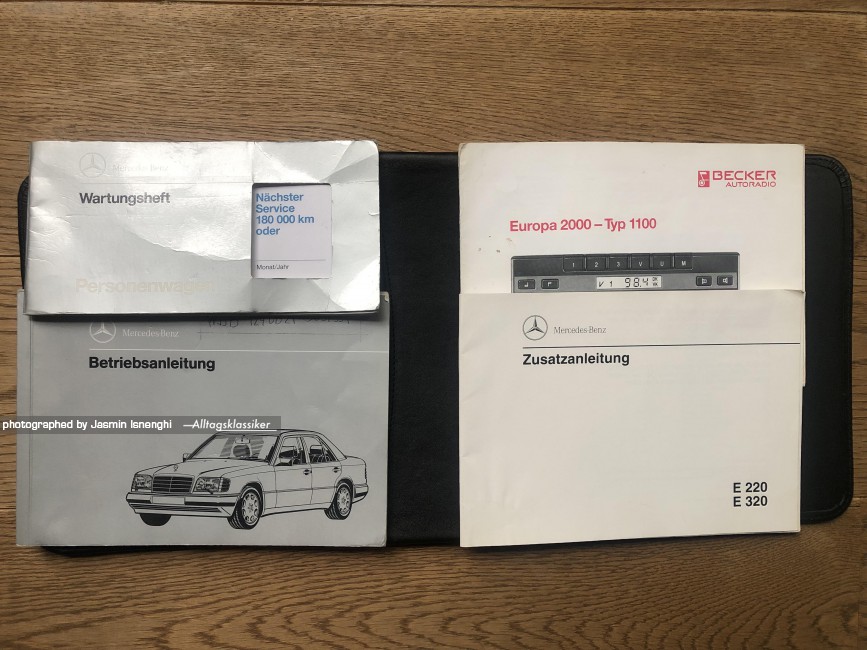 Mercedes-Benz
Wartungsheft
Nächster
Service
180 000 km
oder
Monat/Jahr
Personenwagen
Mercedes-Benz
Betriebsanleitung
photographed by Jasmin Isnenghi —Alltagsklassiker
BECKER
AUTORADIO
Europa 2000 – Typ 1100
1 2 3 V U M
V 1 98.4
Mercedes-Benz
Zusatzanleitung
E 220
E 320